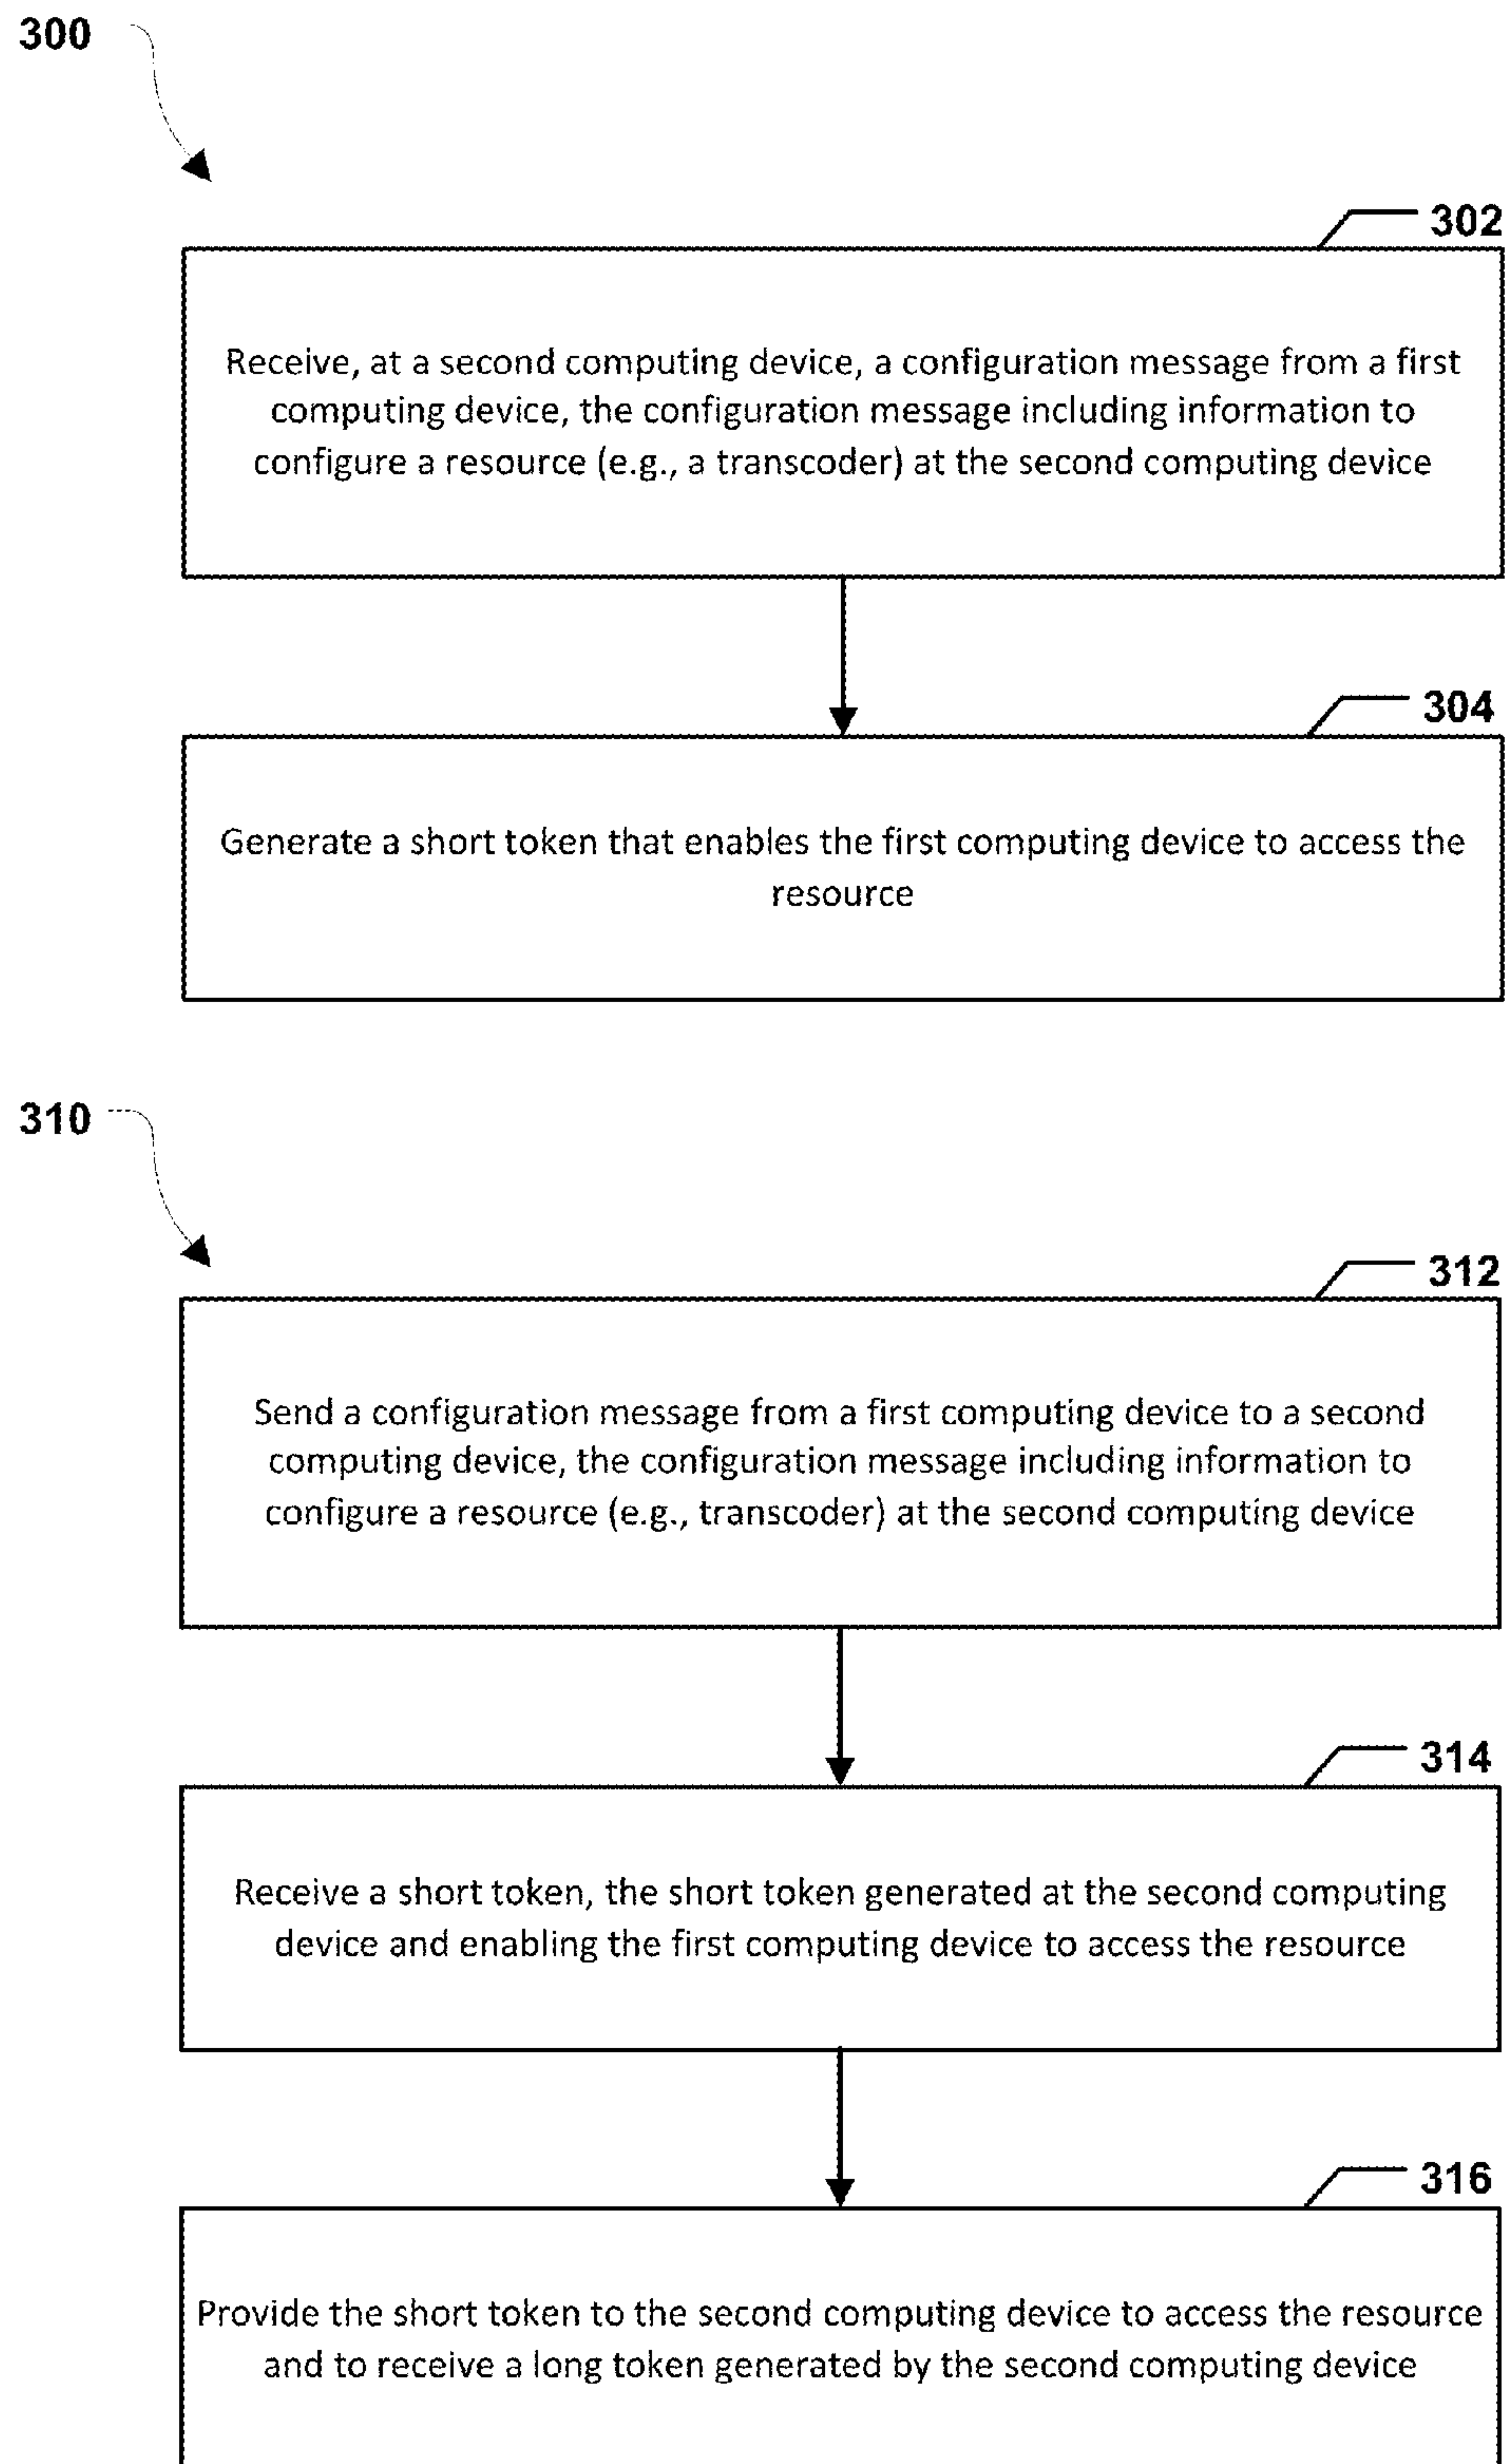 300
302
Receive, at a second computing device, a configuration message from a first
computing device, the configuration message including information to
configure a resource (e.g., a transcoder) at the second computing device
304
Generate a short token that enables the first computing device to access the
resource
310
312
Send a configuration message from a first computing device to a second
computing device, the configuration message including information to
configure a resource (e.g., transcoder) at the second computing device
314
Receive a short token, the short token generated at the second computing
device and enabling the first computing device to access the resource
316
Provide the short token to the second computing device to access the resource
and to receive a long token generated by the second computing device